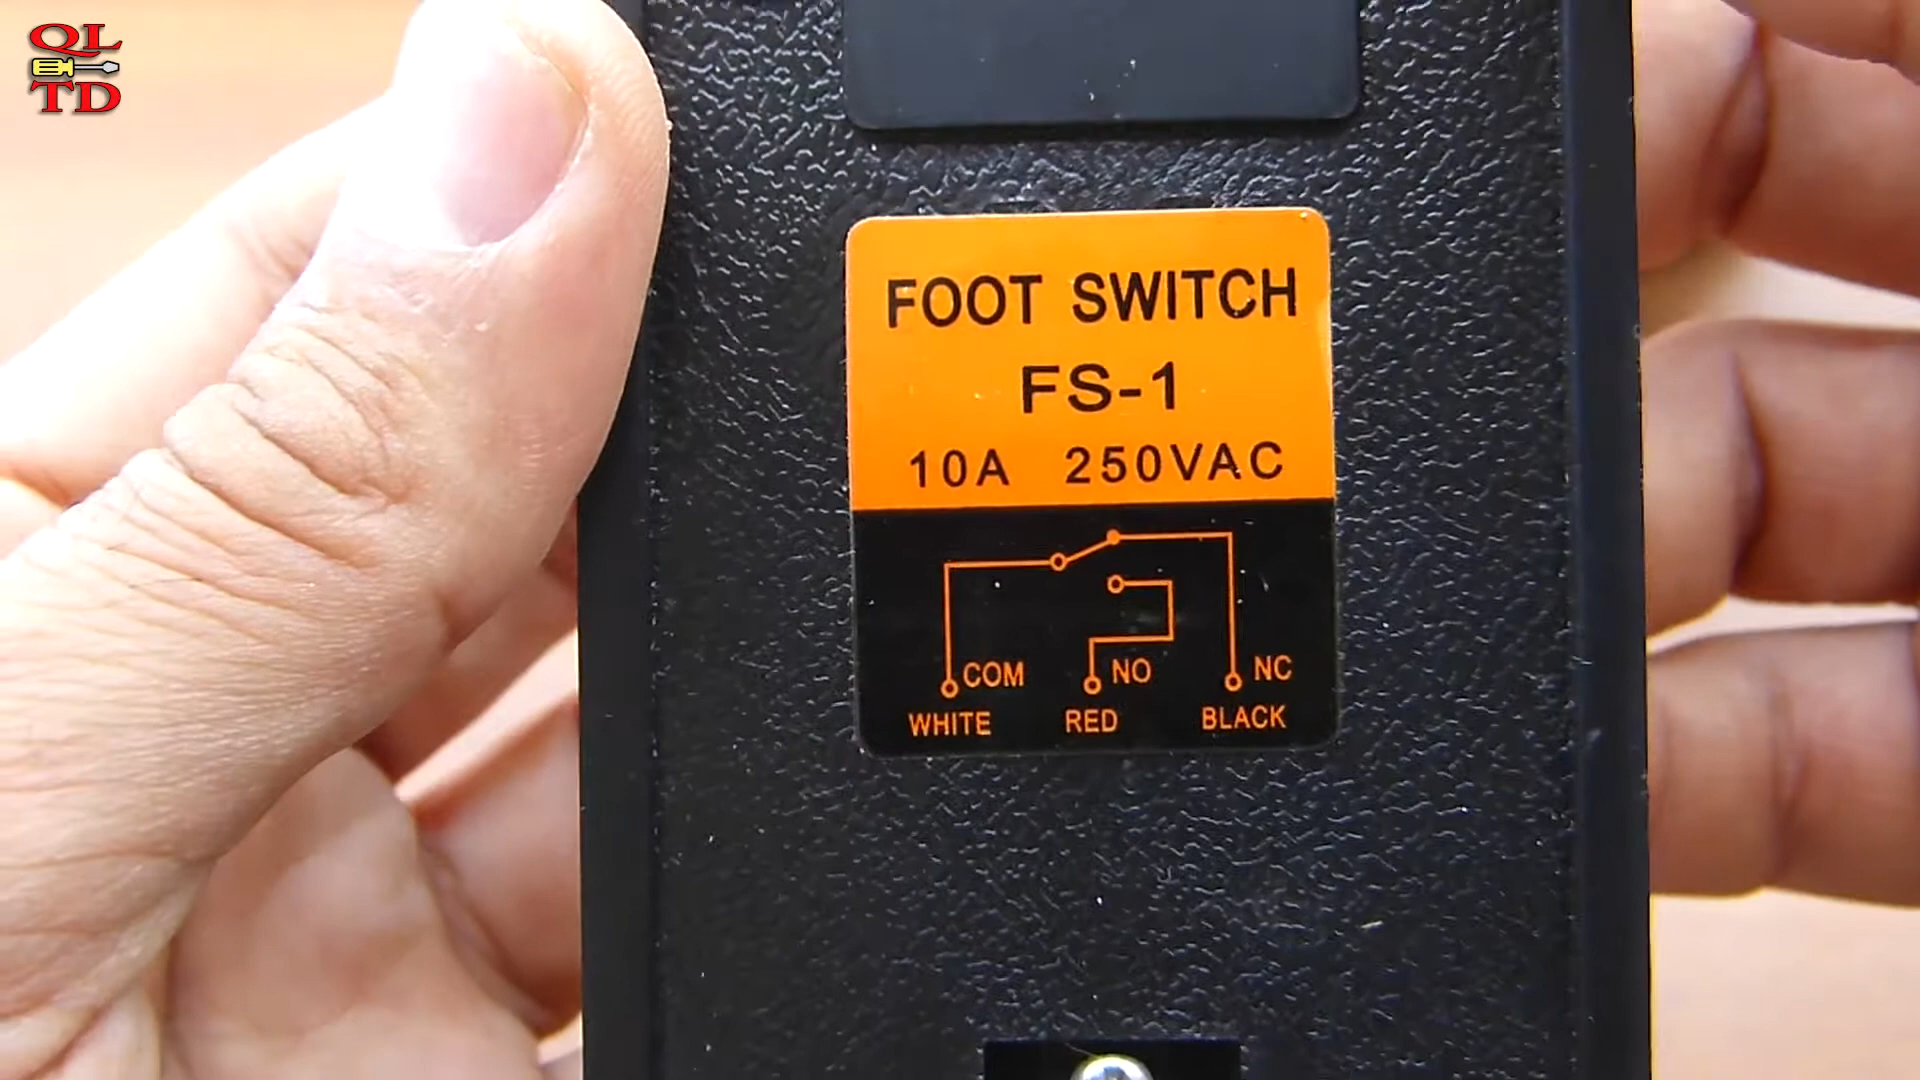 QL
TD
FOOT SWITCH
FS-1
10A 250VAC
COM NO NC
WHITE RED BLACK